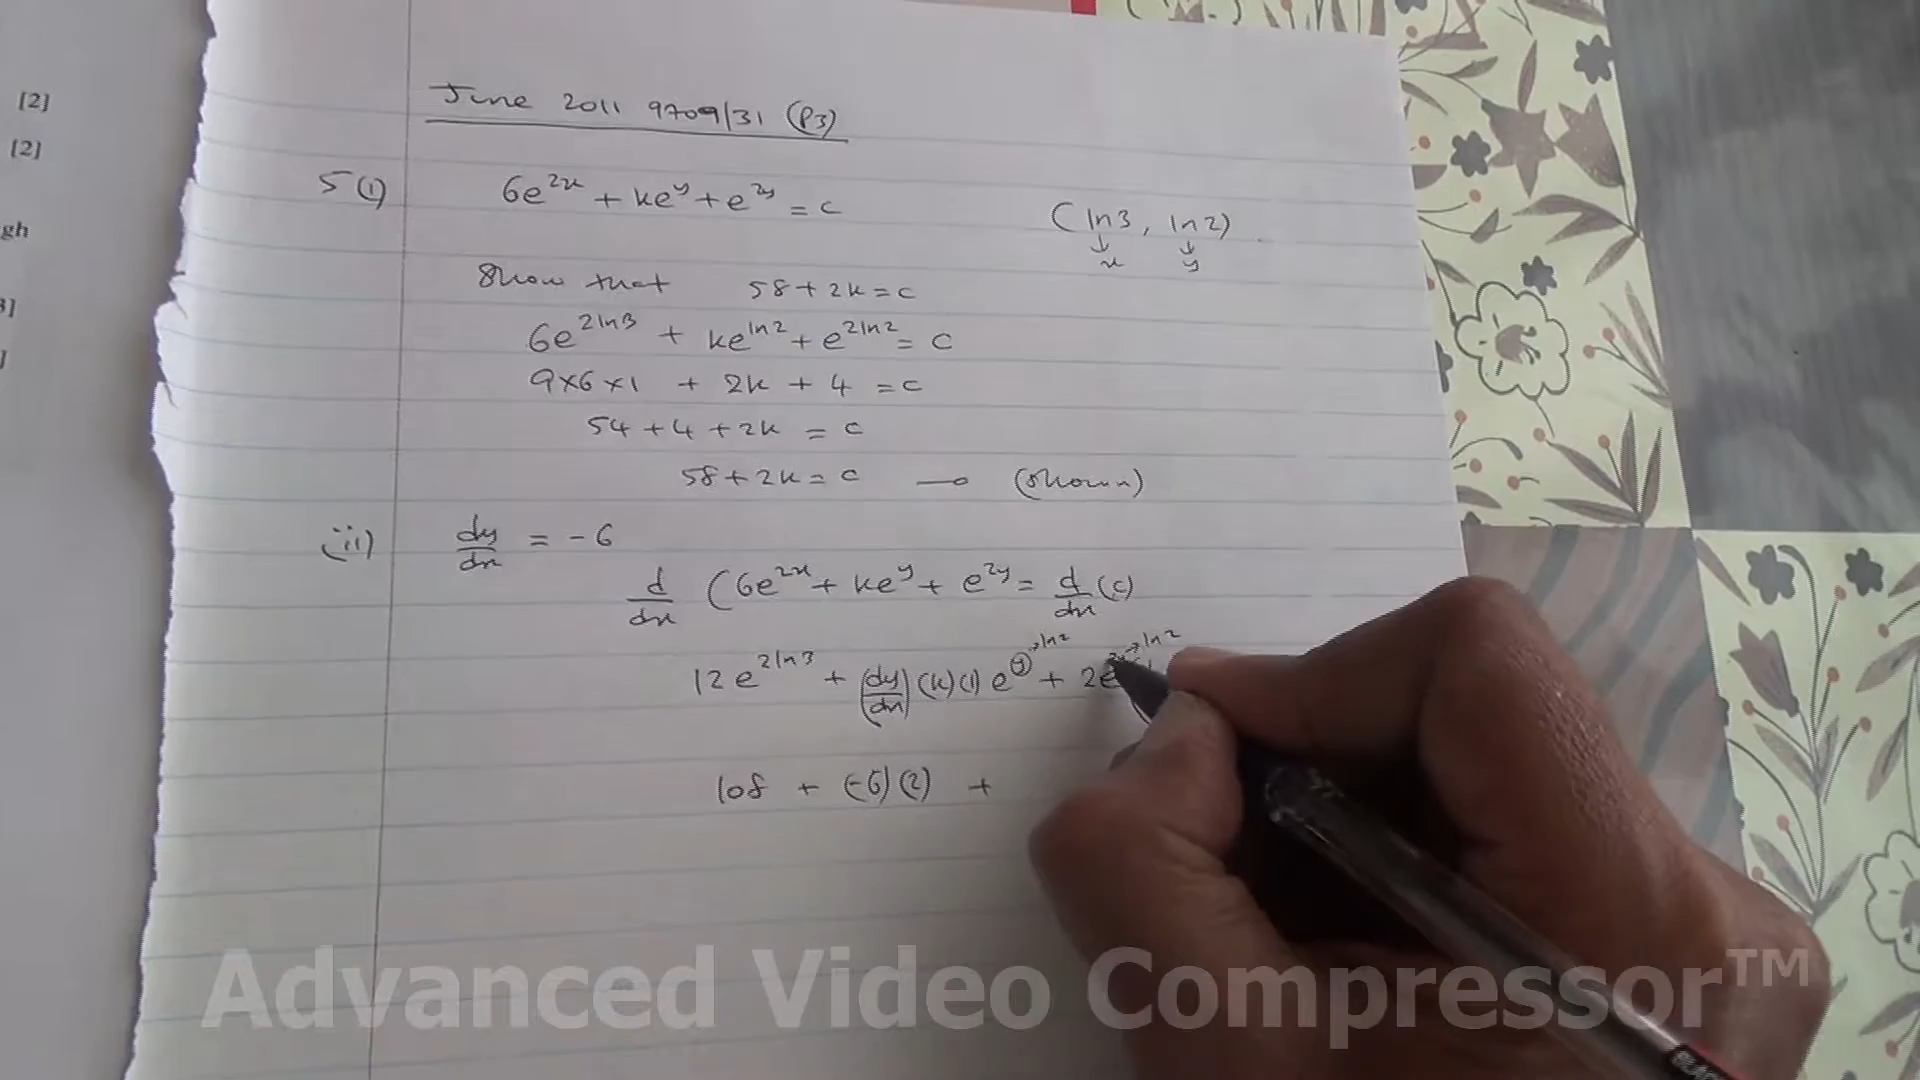 [2]
[2]
gh
3]
]
June 2011 9709/31 (P3)
5(i) 6e^{2x} + ke^{y} + e^{2y} = c
(ln3, ln2)
↓ ↓
x y
Show that 58 + 2k = c
6e^{2ln3} + ke^{ln2} + e^{2ln2} = c
9×6×1 + 2k + 4 = c
54 + 4 + 2k = c
58 + 2k = c → (shown)
(ii) dy/dx = -6
d/dx (6e^{2x} + ke^{y} + e^{2y} = d/dx (c)
→ln2 →ln2
12e^{2ln3} + (dy/dx)(k)(1)e^{y} + 2e
108 + (-6)(2) +
Advanced Video Compressor™
BLAC